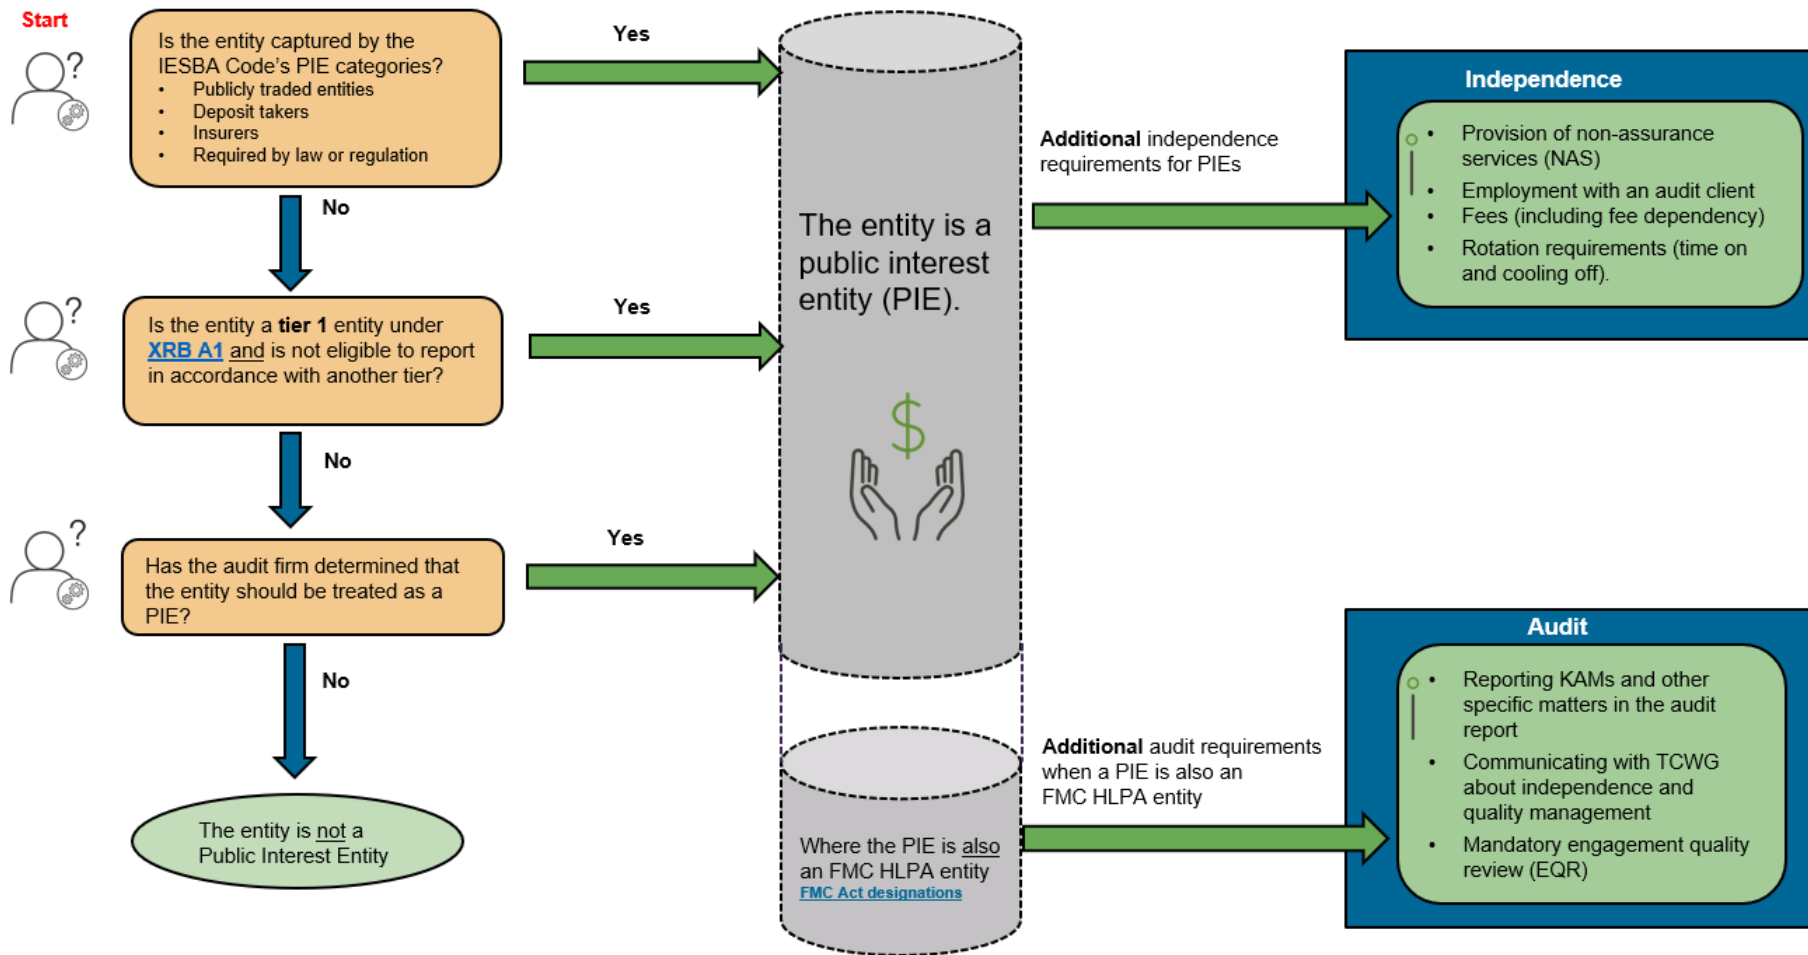 Start
?
Is the entity captured by the
IESBA Code's PIE categories?
• Publicly traded entities
• Deposit takers
• Insurers
• Required by law or regulation
Yes
No
?
Is the entity a tier 1 entity under
XRB A1 and is not eligible to report
in accordance with another tier?
Yes
No
?
Has the audit firm determined that
the entity should be treated as a
PIE?
Yes
No
The entity is not a
Public Interest Entity
The entity is a
public interest
entity (PIE).
$
Where the PIE is also
an FMC HLPA entity
FMC Act designations
Additional independence
requirements for PIEs
Independence
• Provision of non-assurance
services (NAS)
• Employment with an audit client
• Fees (including fee dependency)
• Rotation requirements (time on
and cooling off).
Additional audit requirements
when a PIE is also an
FMC HLPA entity
Audit
• Reporting KAMs and other
specific matters in the audit
report
• Communicating with TCWG
about independence and
quality management
• Mandatory engagement quality
review (EQR)